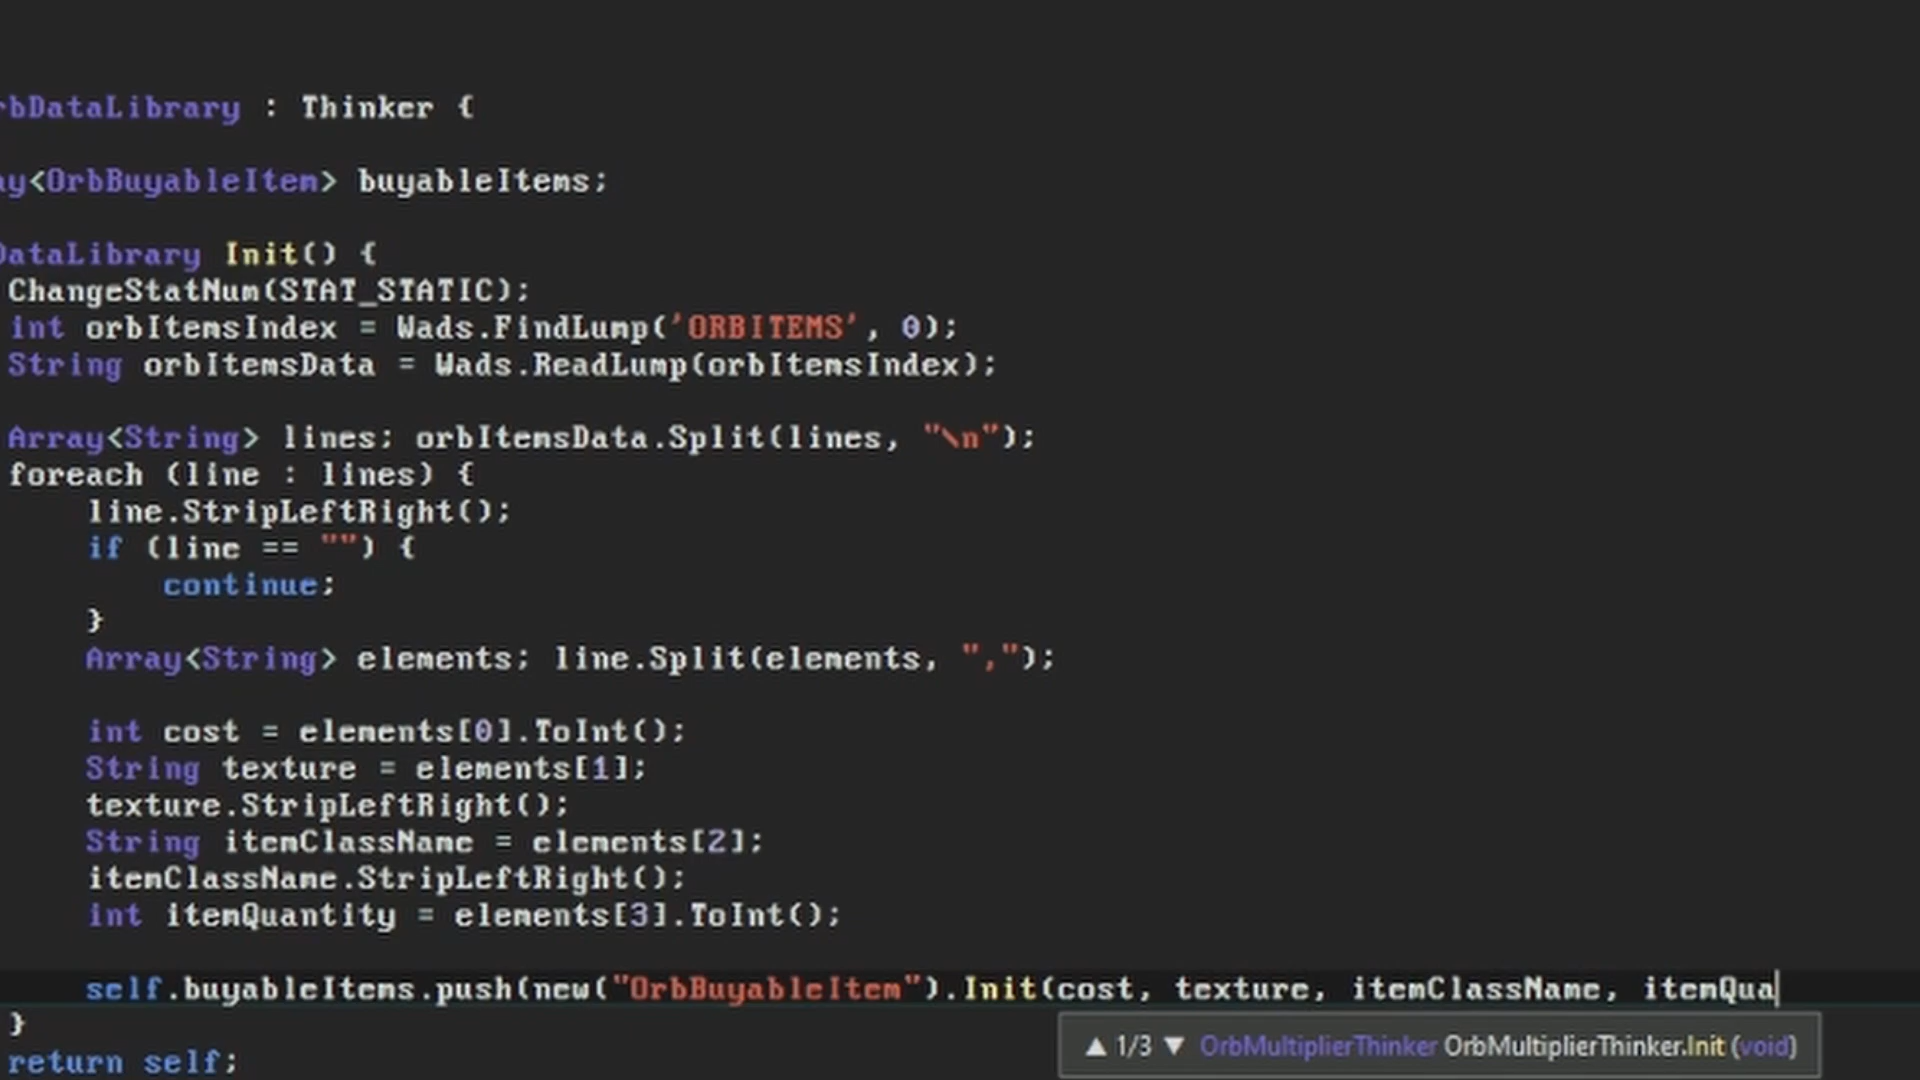 rbDataLibrary : Thinker {
ay<OrbBuyableItem> buyableItems;
DataLibrary Init() {
ChangeStatNum(STAT_STATIC);
int orbItemsIndex = Wads.FindLump('ORBITEMS', 0);
String orbItemsData = Wads.ReadLump(orbItemsIndex);
Array<String> lines; orbItemsData.Split(lines, "\n");
foreach (line : lines) {
line.StripLeftRight();
if (line == "") {
continue;
}
Array<String> elements; line.Split(elements, ",");
int cost = elements[0].ToInt();
String texture = elements[1];
texture.StripLeftRight();
String itemClassName = elements[2];
itemClassName.StripLeftRight();
int itemQuantity = elements[3].ToInt();
self.buyableItems.push(new("OrbBuyableItem").Init(cost, texture, itemClassName, itemQua
}
▲ 1/3 ▼ OrbMultiplierThinker OrbMultiplierThinker.Init (void)
return self;